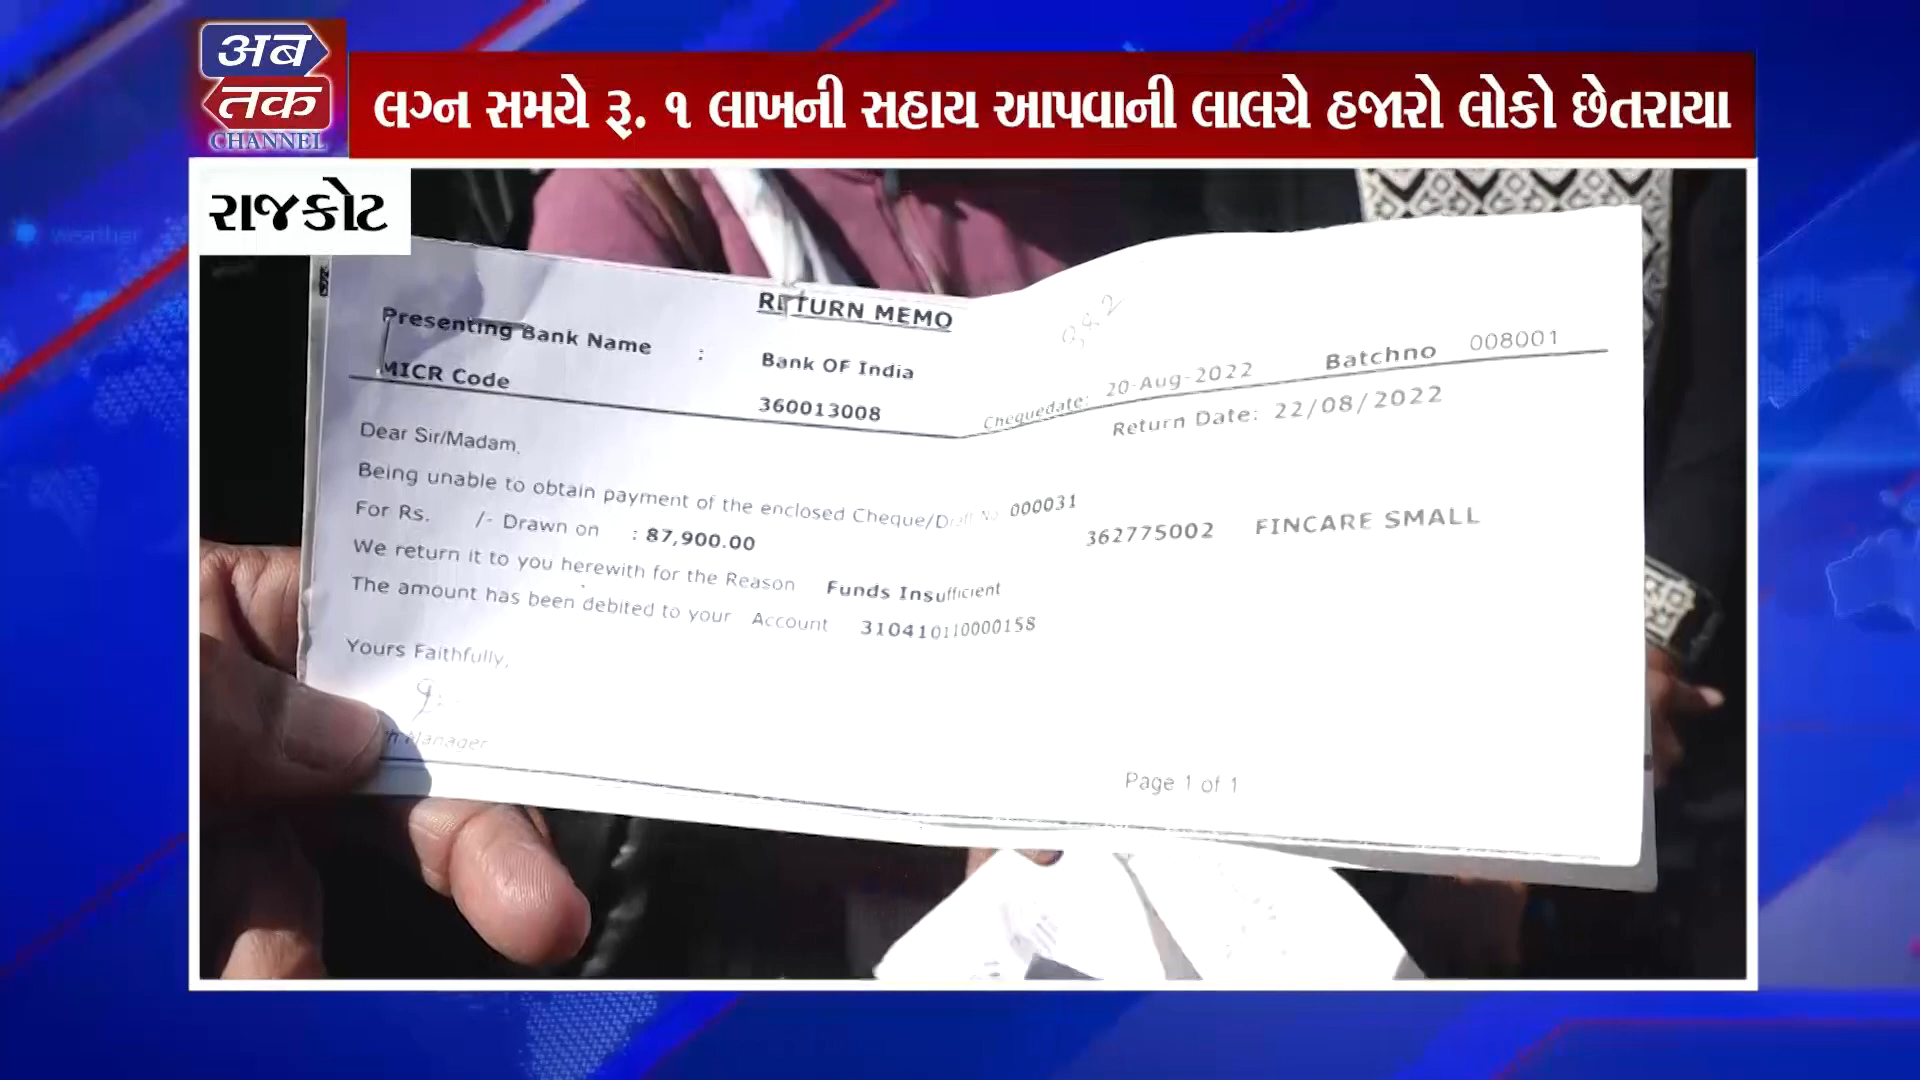 अब
तक
CHANNEL
લગ્ન સમયે રૂ. ૧ લાખની સહાય આપવાની લાલચે હજારો લોકો છેતરાયા
રાજકોટ
RETURN MEMO
Presenting Bank Name : Bank OF India
MICR Code 360013008
Chequedate: 20-Aug-2022 Batchno 008001
Return Date: 22/08/2022
Dear Sir/Madam,
Being unable to obtain payment of the enclosed Cheque/Draft No 000031
For Rs. /- Drawn on : 87,900.00 362775002 FINCARE SMALL
We return it to you herewith for the Reason Funds Insufficient
The amount has been debited to your Account 310410110000158
Yours Faithfully,
Manager
Page 1 of 1
Weather